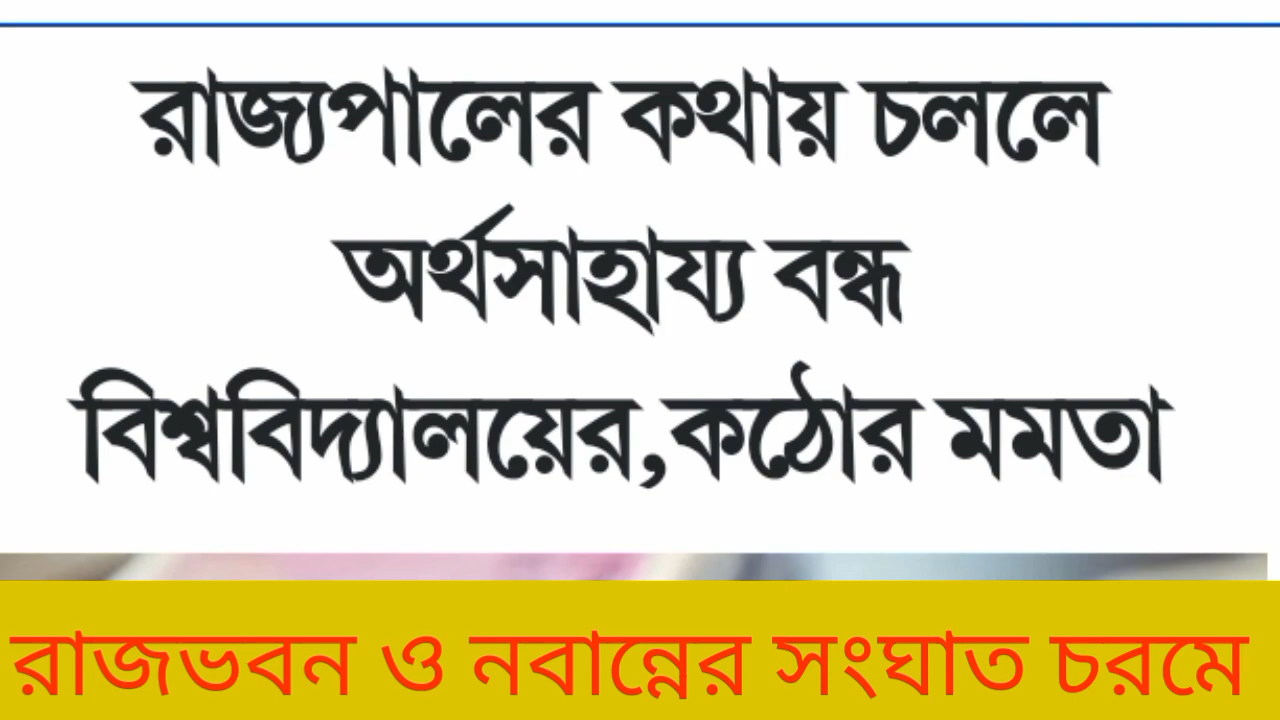 রাজ্যপালের কথায় চললে
অর্থসাহায্য বন্ধ
বিশ্ববিদ্যালয়ের,কঠোর মমতা
রাজভবন ও নবান্নের সংঘাত চরমে